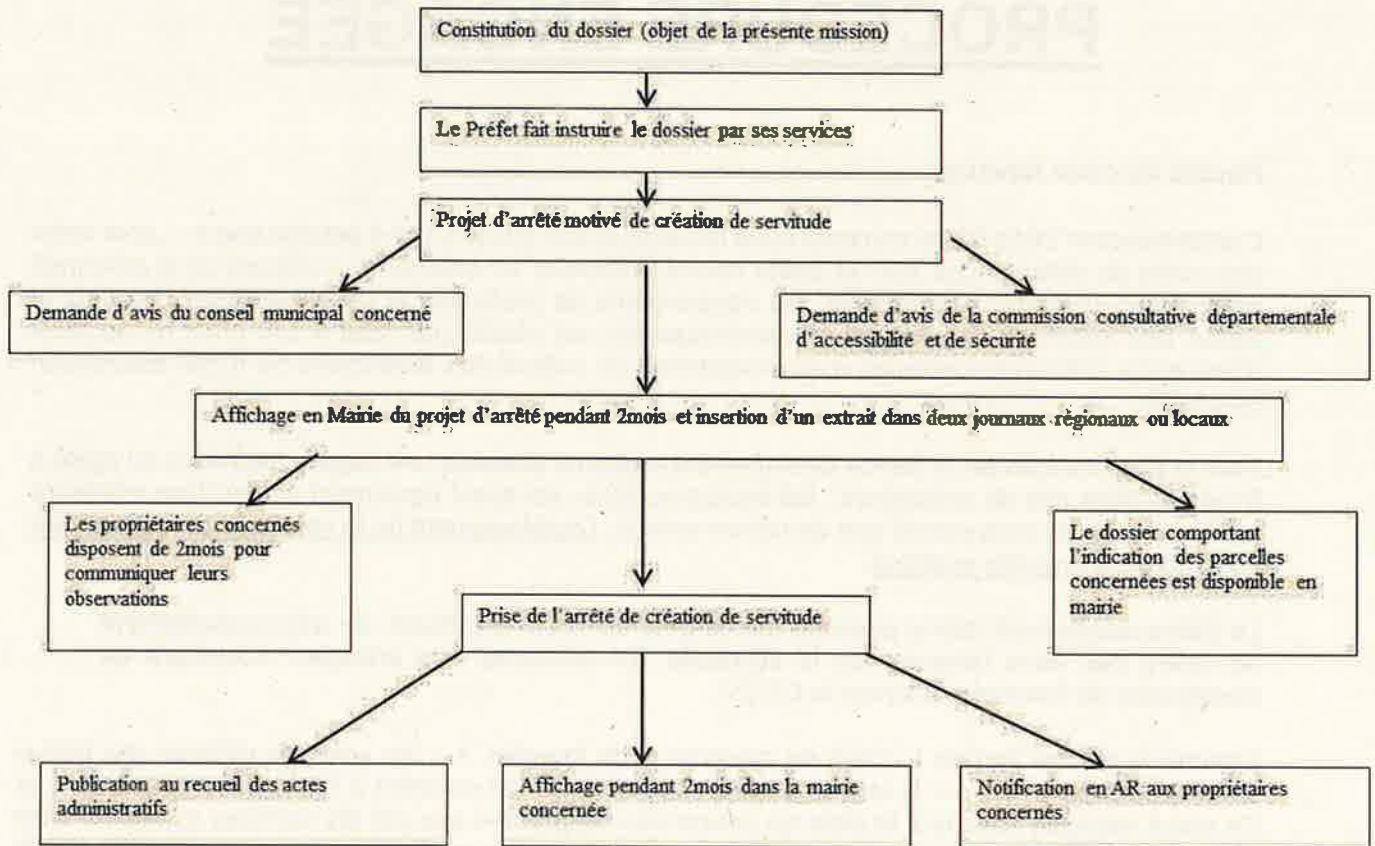 Constitution du dossier (objet de la présente mission)
Le Préfet fait instruire le dossier par ses services
Projet d'arrêté motivé de création de servitude
Demande d'avis du conseil municipal concerné
Demande d'avis de la commission consultative départementale
d'accessibilité et de sécurité
Affichage en Mairie du projet d'arrêté pendant 2mois et insertion d'un extrait dans deux journaux régionaux ou locaux
Les propriétaires concernés
disposent de 2mois pour
communiquer leurs
observations
Le dossier comportant
l'indication des parcelles
concernées est disponible en
mairie
Prise de l'arrêté de création de servitude
Publication au recueil des actes
administratifs
Affichage pendant 2mois dans la mairie
concernée
Notification en AR aux propriétaires
concernés